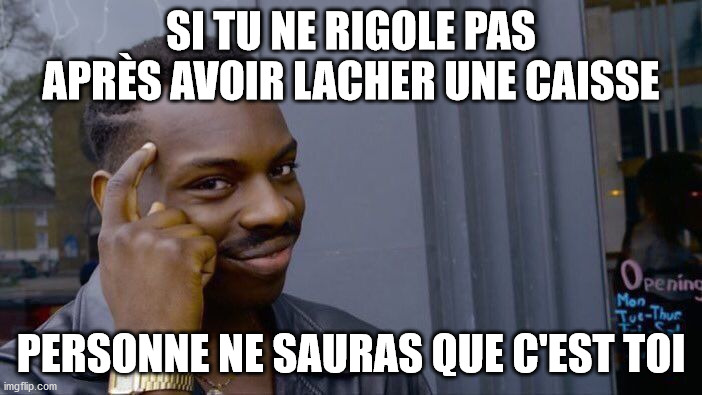 SI TU NE RIGOLE PAS
APRÈS AVOIR LACHER UNE CAISSE
Opening
Mon
Tue-Thur
PERSONNE NE SAURAS QUE C'EST TOI
imgflip.com